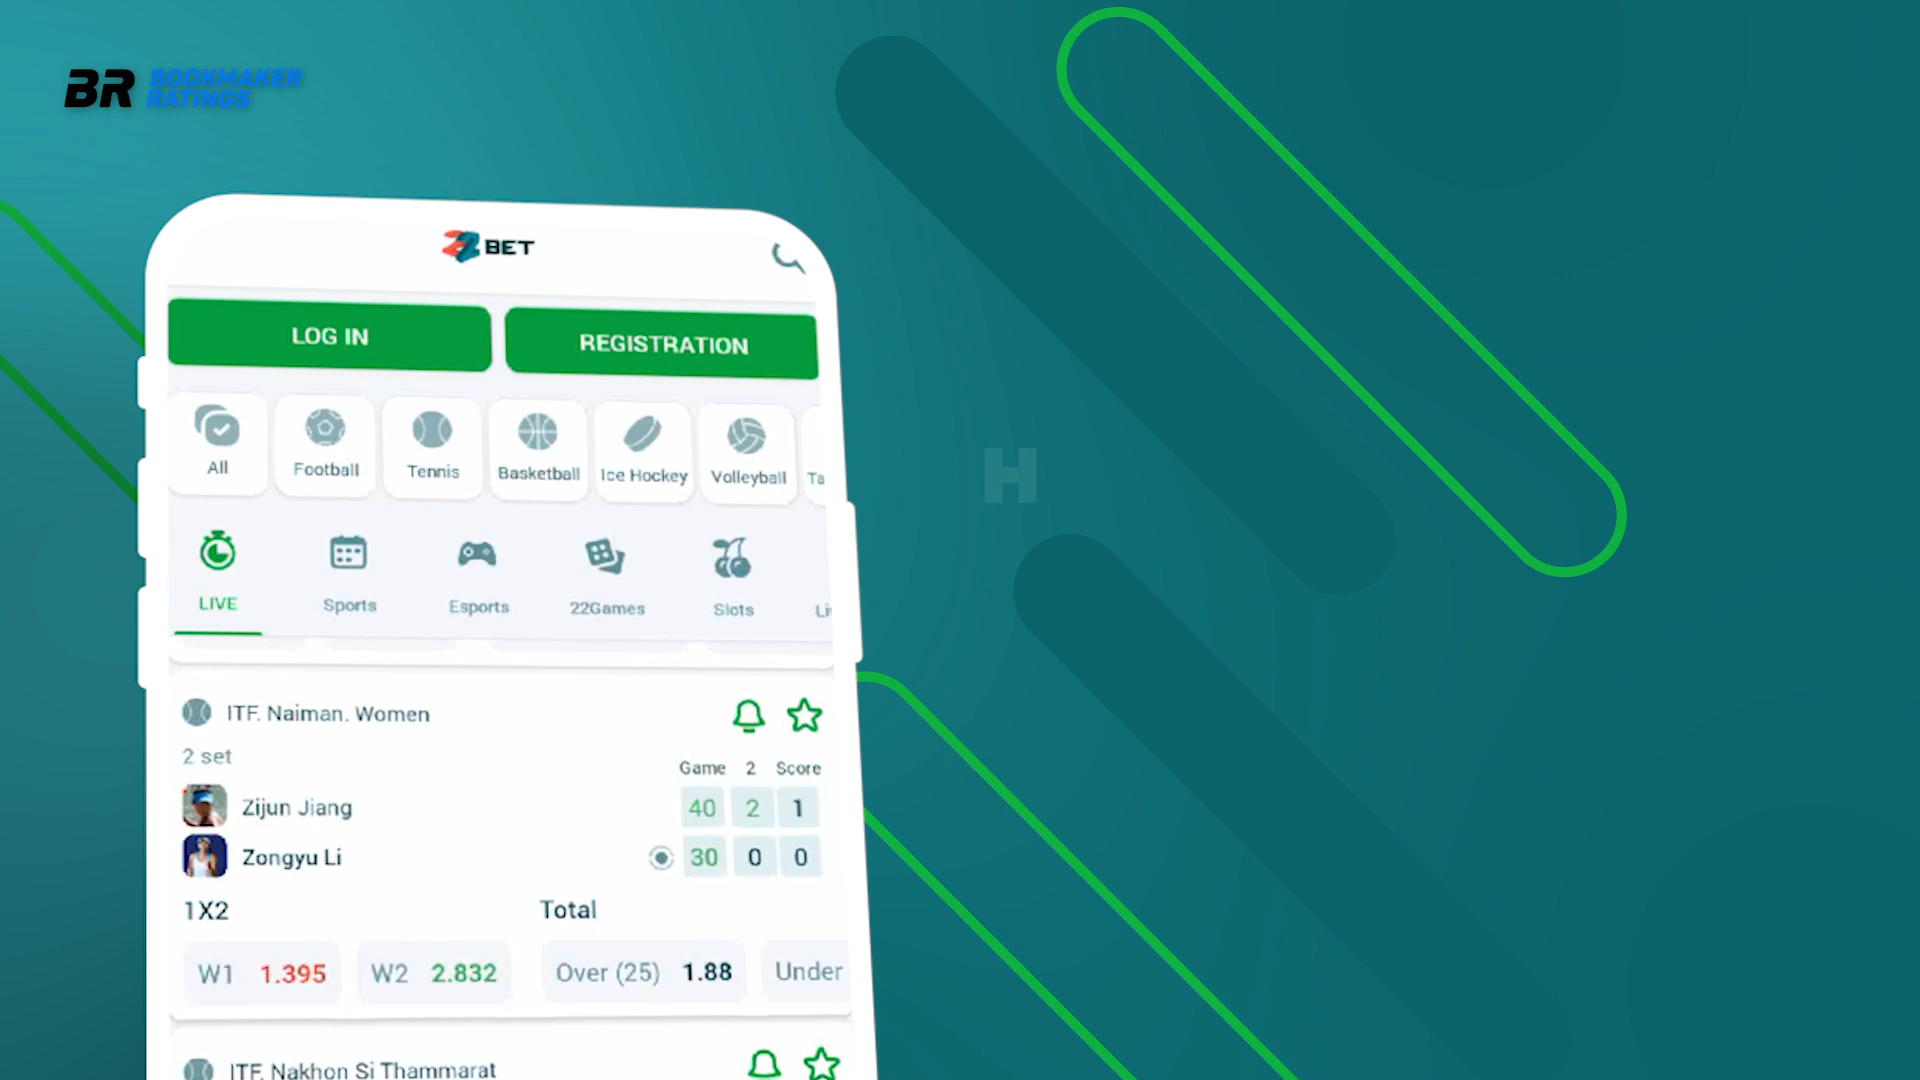 BR BOOKMAKER RATINGS
22 BET
LOG IN REGISTRATION
All Football Tennis Basketball Ice Hockey Volleyball Ta
H
LIVE Sports Esports 22Games Slots Li
ITF. Naiman. Women
2 set
Game 2 Score
Zijun Jiang 40 2 1
Zongyu Li 30 0 0
1X2 Total
W1 1.395 W2 2.832 Over (25) 1.88 Under
ITF. Nakhon Si Thammarat